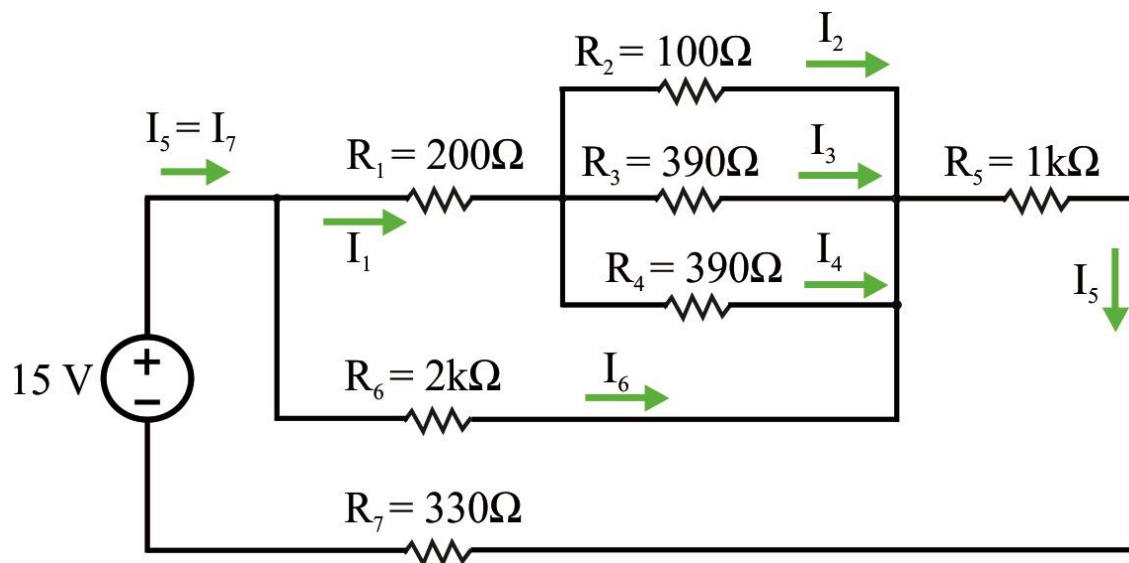 I₂
R₂ = 100Ω
I₅ = I₇
R₁ = 200Ω
R₃ = 390Ω
I₃
R₅ = 1kΩ
I₁
R₄ = 390Ω
I₄
I₅
15 V
+
−
R₆ = 2kΩ
I₆
R₇ = 330Ω